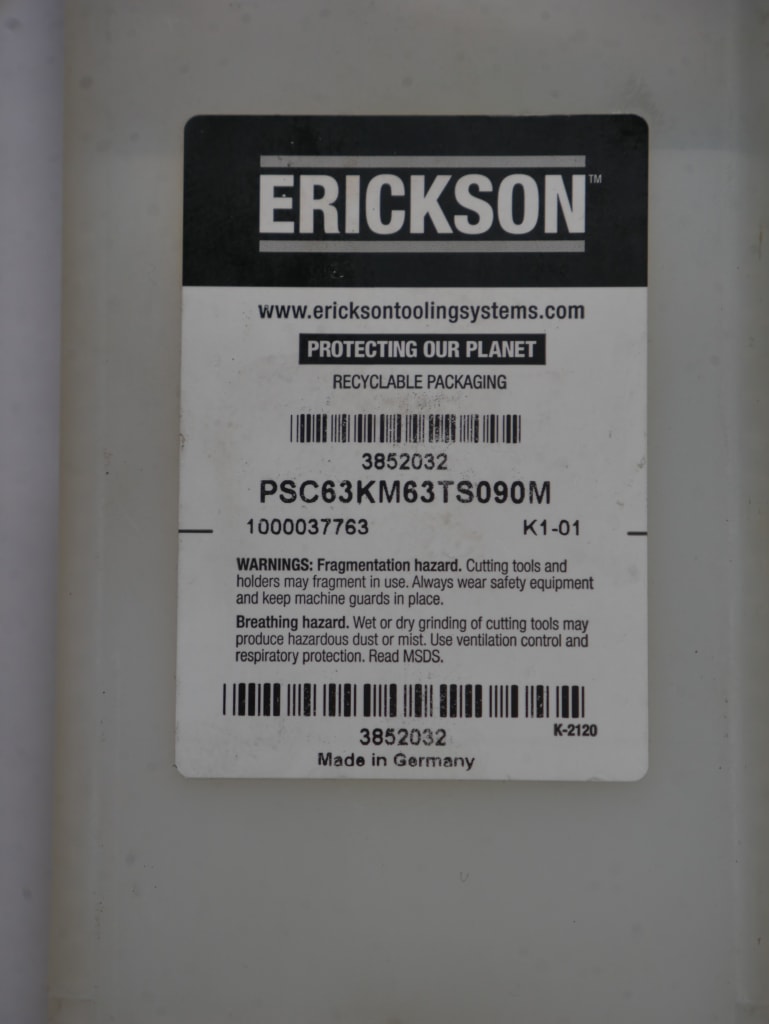 ERICKSON™
www.ericksontoolingsystems.com
PROTECTING OUR PLANET
RECYCLABLE PACKAGING
3852032
PSC63KM63TS090M
1000037763 K1-01
WARNINGS: Fragmentation hazard. Cutting tools and
holders may fragment in use. Always wear safety equipment
and keep machine guards in place.
Breathing hazard. Wet or dry grinding of cutting tools may
produce hazardous dust or mist. Use ventilation control and
respiratory protection. Read MSDS.
3852032 K-2120
Made in Germany